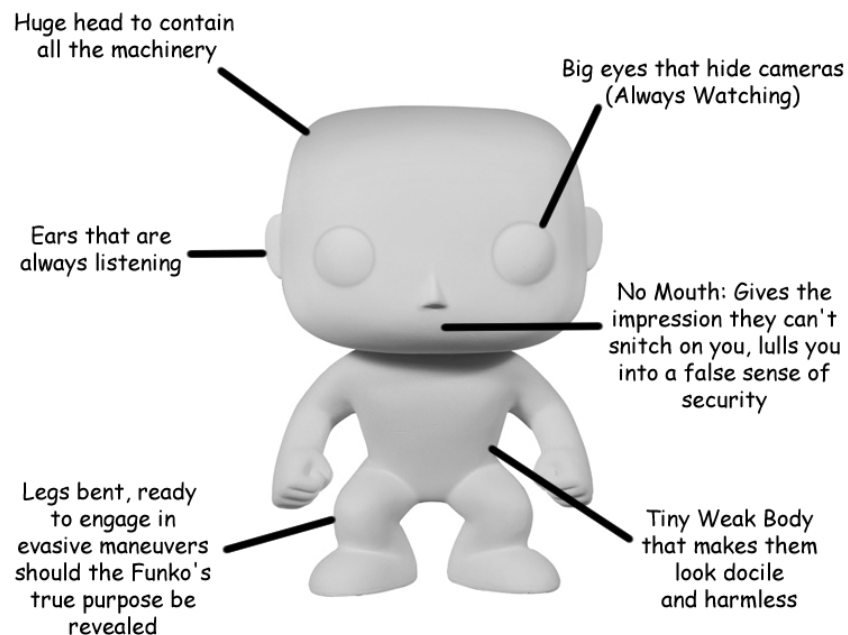 Huge head to contain
all the machinery
Big eyes that hide cameras
(Always Watching)
Ears that are
always listening
No Mouth: Gives the
impression they can't
snitch on you, lulls you
into a false sense of
security
Legs bent, ready
to engage in
evasive maneuvers
should the Funko's
true purpose be
revealed
Tiny Weak Body
that makes them
look docile
and harmless